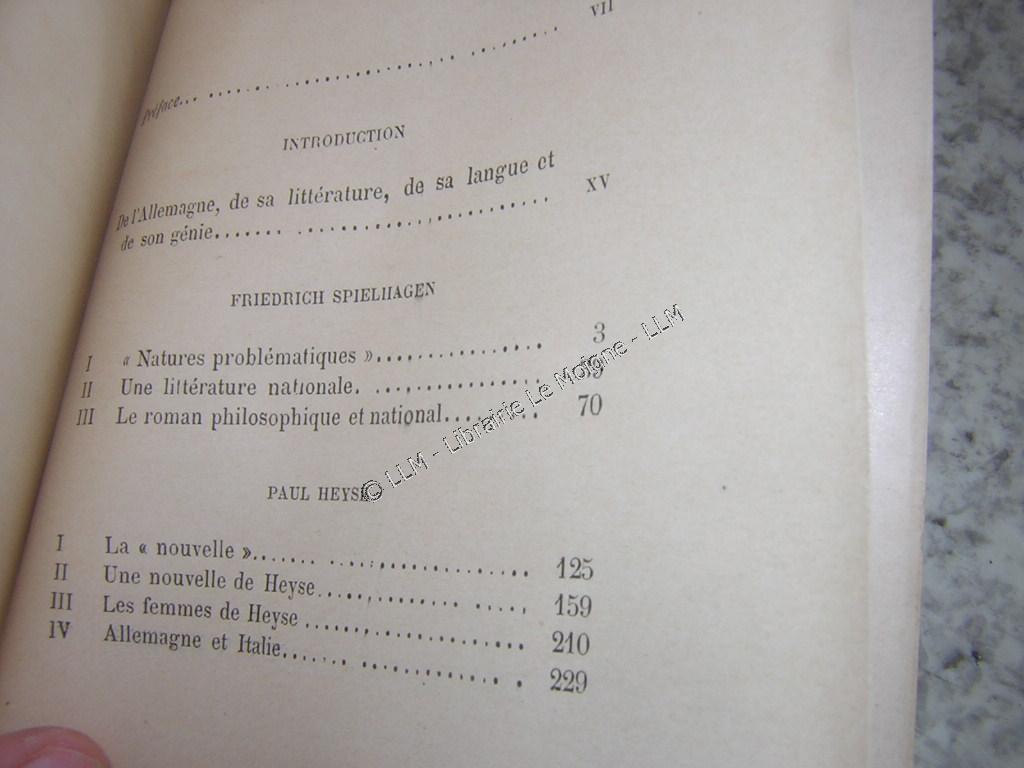 Préface... VII
INTRODUCTION
De l'Allemagne, de sa littérature, de sa langue et
de son génie... XV
FRIEDRICH SPIELHAGEN
I « Natures problématiques »... 3
II Une littérature nationale...
III Le roman philosophique et national... 70
PAUL HEYSE
I La « nouvelle »... 125
II Une nouvelle de Heyse... 159
III Les femmes de Heyse... 210
IV Allemagne et Italie... 229
© LLM - Librairie Le Moigne - LLM